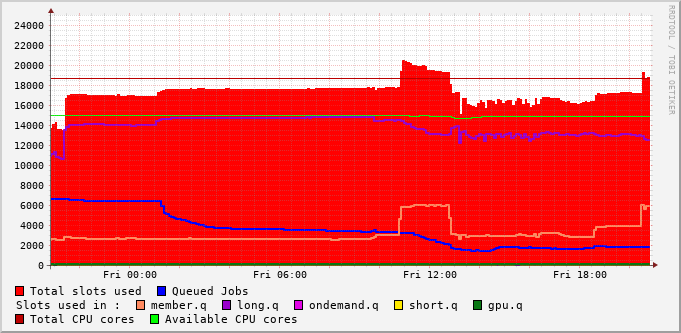 24000
22000
20000
18000
16000
14000
12000
10000
8000
6000
4000
2000
0
Fri 00:00 Fri 06:00 Fri 12:00 Fri 18:00
RRDTOOL / TOBI OETIKER
Total slots used Queued Jobs
Slots used in : member.q long.q ondemand.q short.q gpu.q
Total CPU cores Available CPU cores